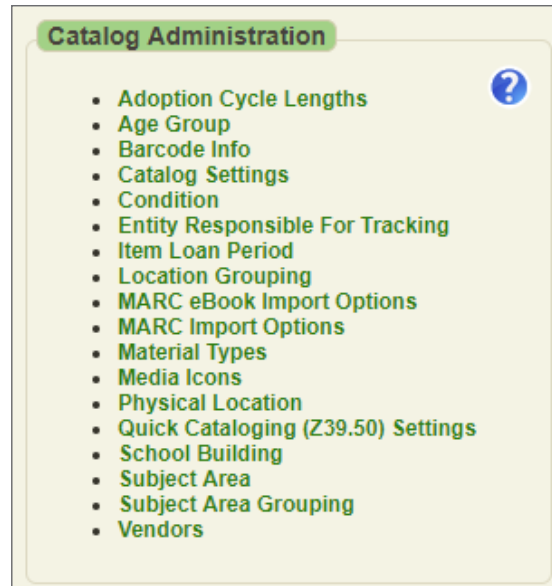 Catalog Administration
?
Adoption Cycle Lengths
Age Group
Barcode Info
Catalog Settings
Condition
Entity Responsible For Tracking
Item Loan Period
Location Grouping
MARC eBook Import Options
MARC Import Options
Material Types
Media Icons
Physical Location
Quick Cataloging (Z39.50) Settings
School Building
Subject Area
Subject Area Grouping
Vendors